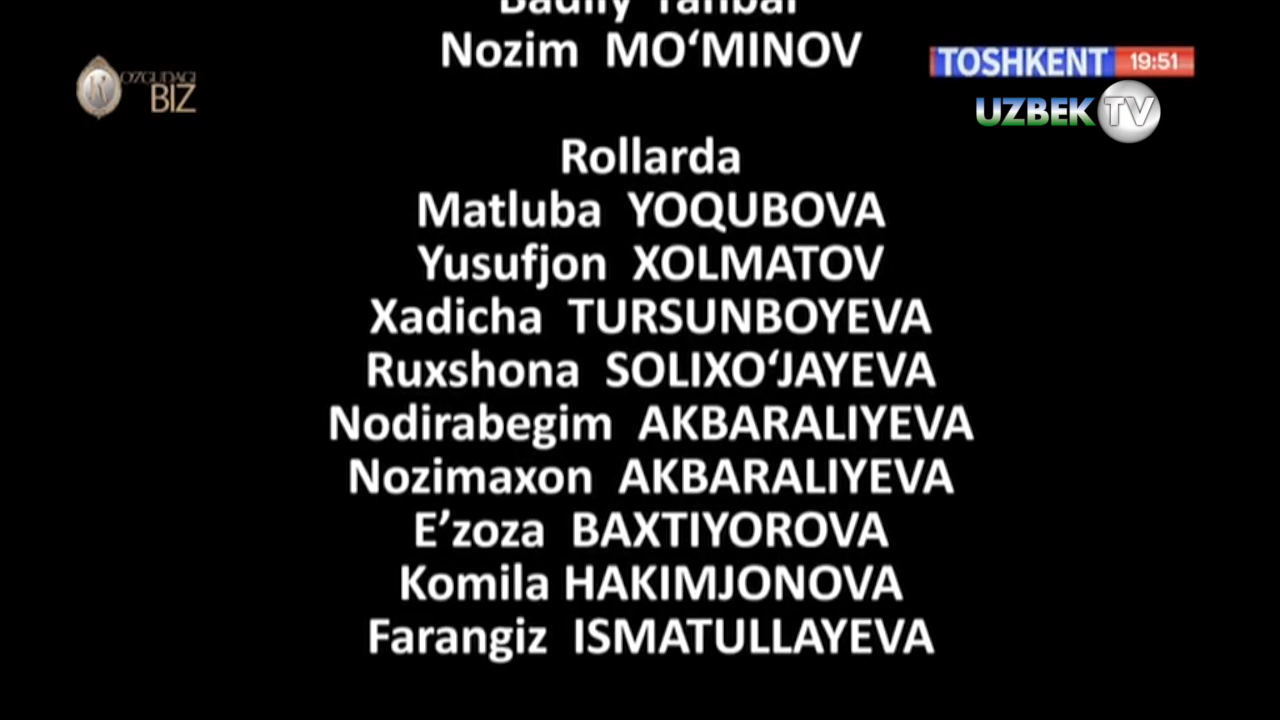 Nozim MO‘MINOV
TOSHKENT 19:51
BIZ
UZBEK TV
Rollarda
Matluba YOQUBOVA
Yusufjon XOLMATOV
Xadicha TURSUNBOYEVA
Ruxshona SOLIXO‘JAYEVA
Nodirabegim AKBARALIYEVA
Nozimaxon AKBARALIYEVA
E’zoza BAXTIYOROVA
Komila HAKIMJONOVA
Farangiz ISMATULLAYEVA